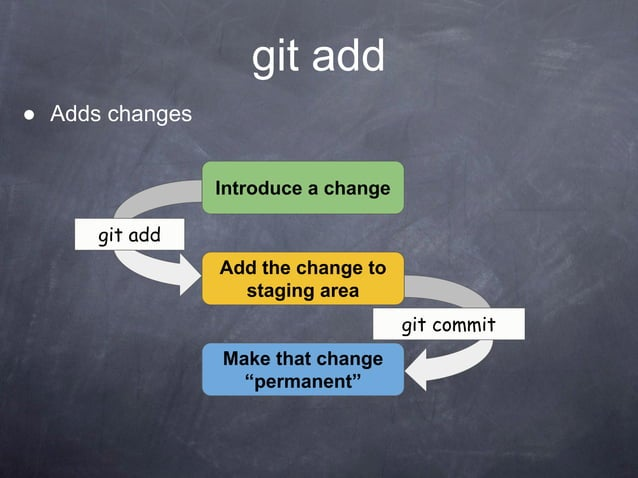 git add
● Adds changes
Introduce a change
git add
Add the change to
staging area
git commit
Make that change
“permanent”